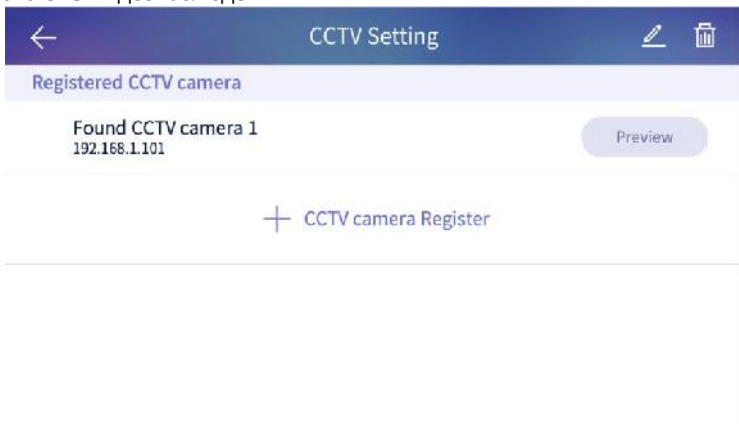 CCTV Setting
Registered CCTV camera
Found CCTV camera 1
192.168.1.101
Preview
CCTV camera Register